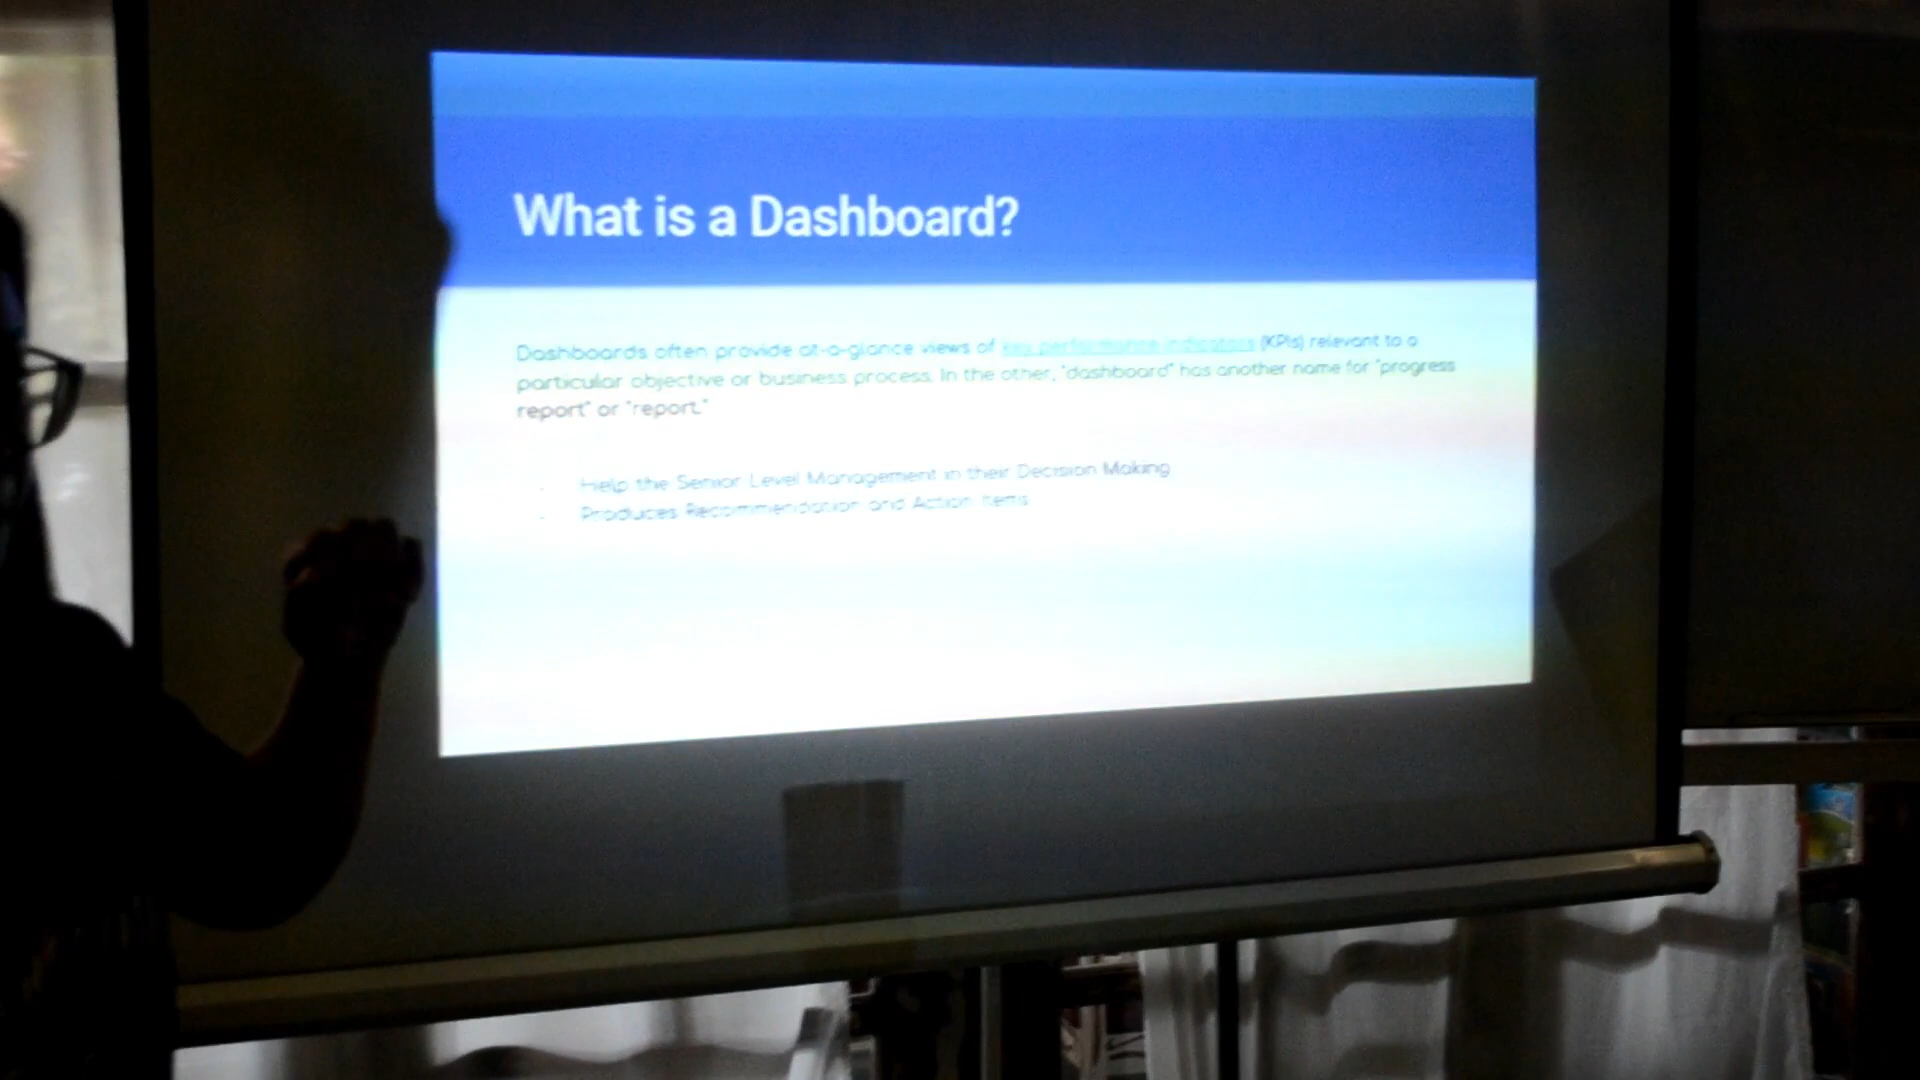 What is a Dashboard?
Dashboards often provide at-a-glance views of key performance indicators (KPIs) relevant to a
particular objective or business process. In the other, "dashboard" has another name for "progress
report" or "report."
- Help the Senior Level Management in their Decision Making
- Produces Recommendation and Action Items